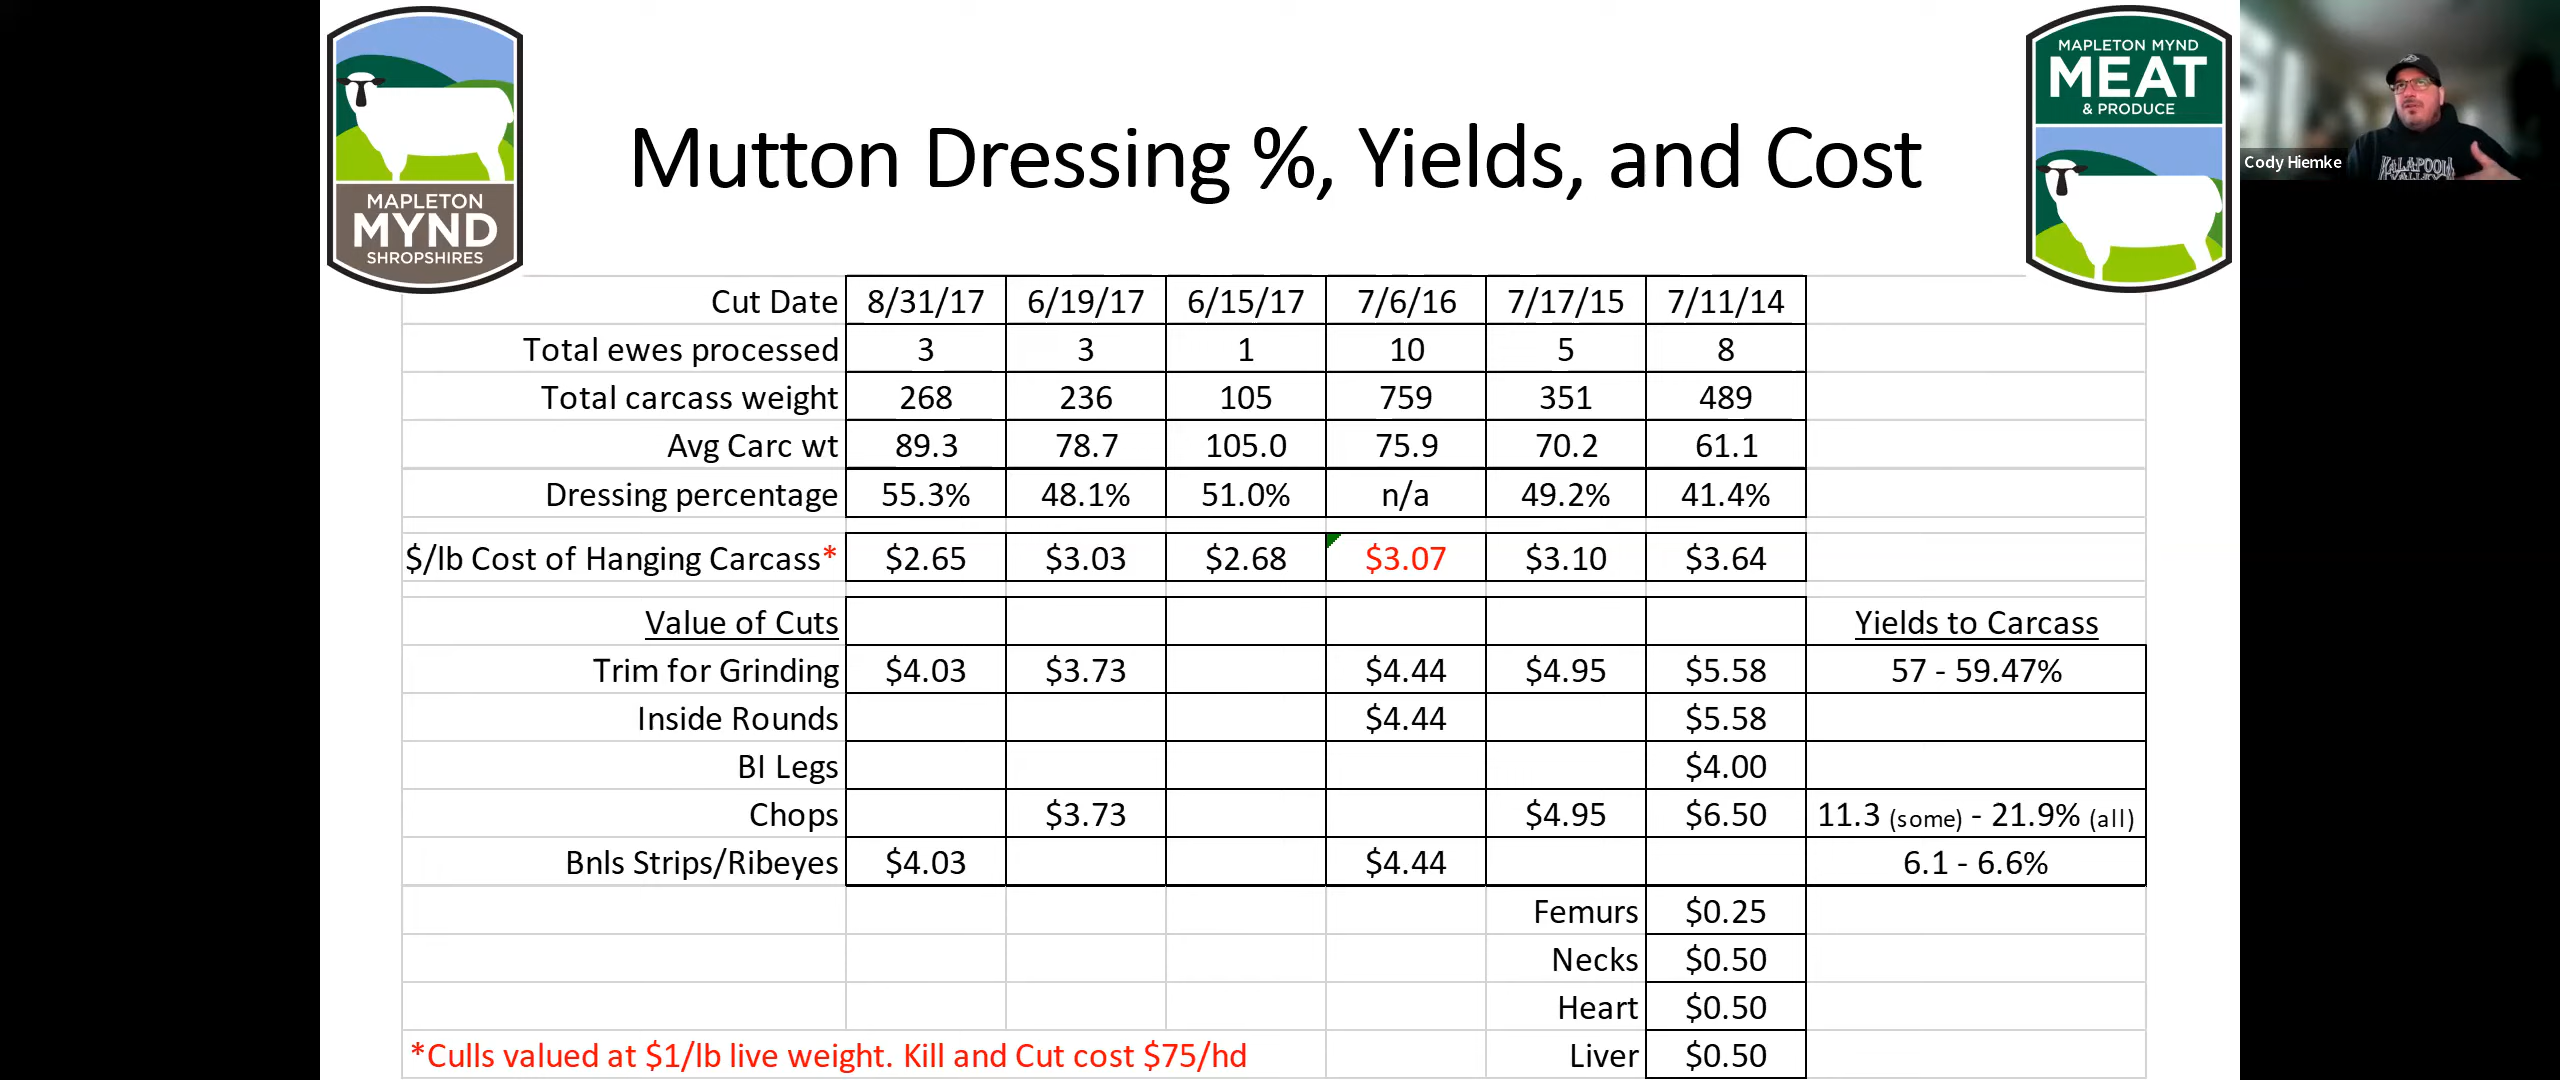 MAPLETON
MYND
SHROPSHIRES
MAPLETON MYND
MEAT
& PRODUCE
Cody Hiemke
Mutton Dressing %, Yields, and Cost
Cut Date 8/31/17 6/19/17 6/15/17 7/6/16 7/17/15 7/11/14
Total ewes processed 3 3 1 10 5 8
Total carcass weight 268 236 105 759 351 489
Avg Carc wt 89.3 78.7 105.0 75.9 70.2 61.1
Dressing percentage 55.3% 48.1% 51.0% n/a 49.2% 41.4%
$/lb Cost of Hanging Carcass* $2.65 $3.03 $2.68 $3.07 $3.10 $3.64
Value of Cuts Yields to Carcass
Trim for Grinding $4.03 $3.73 $4.44 $4.95 $5.58 57 - 59.47%
Inside Rounds $4.44 $5.58
BI Legs $4.00
Chops $3.73 $4.95 $6.50 11.3 (some) - 21.9% (all)
Bnls Strips/Ribeyes $4.03 $4.44 6.1 - 6.6%
Femurs $0.25
Necks $0.50
Heart $0.50
*Culls valued at $1/lb live weight. Kill and Cut cost $75/hd Liver $0.50